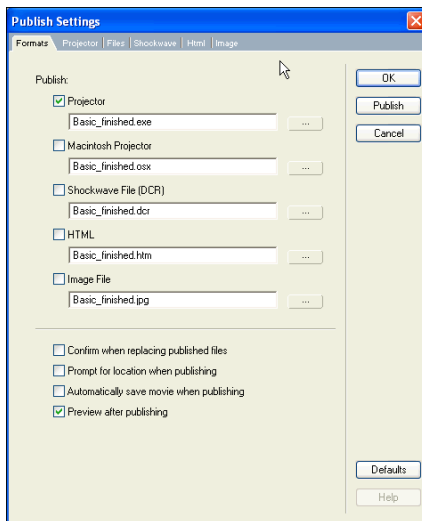 Publish Settings
Formats Projector Files Shockwave Html Image
Publish:
Projector
Basic_finished.exe
...
Macintosh Projector
Basic_finished.osx
...
Shockwave File (DCR)
Basic_finished.dcr
...
HTML
Basic_finished.htm
...
Image File
Basic_finished.jpg
...
Confirm when replacing published files
Prompt for location when publishing
Automatically save movie when publishing
Preview after publishing
OK
Publish
Cancel
Defaults
Help